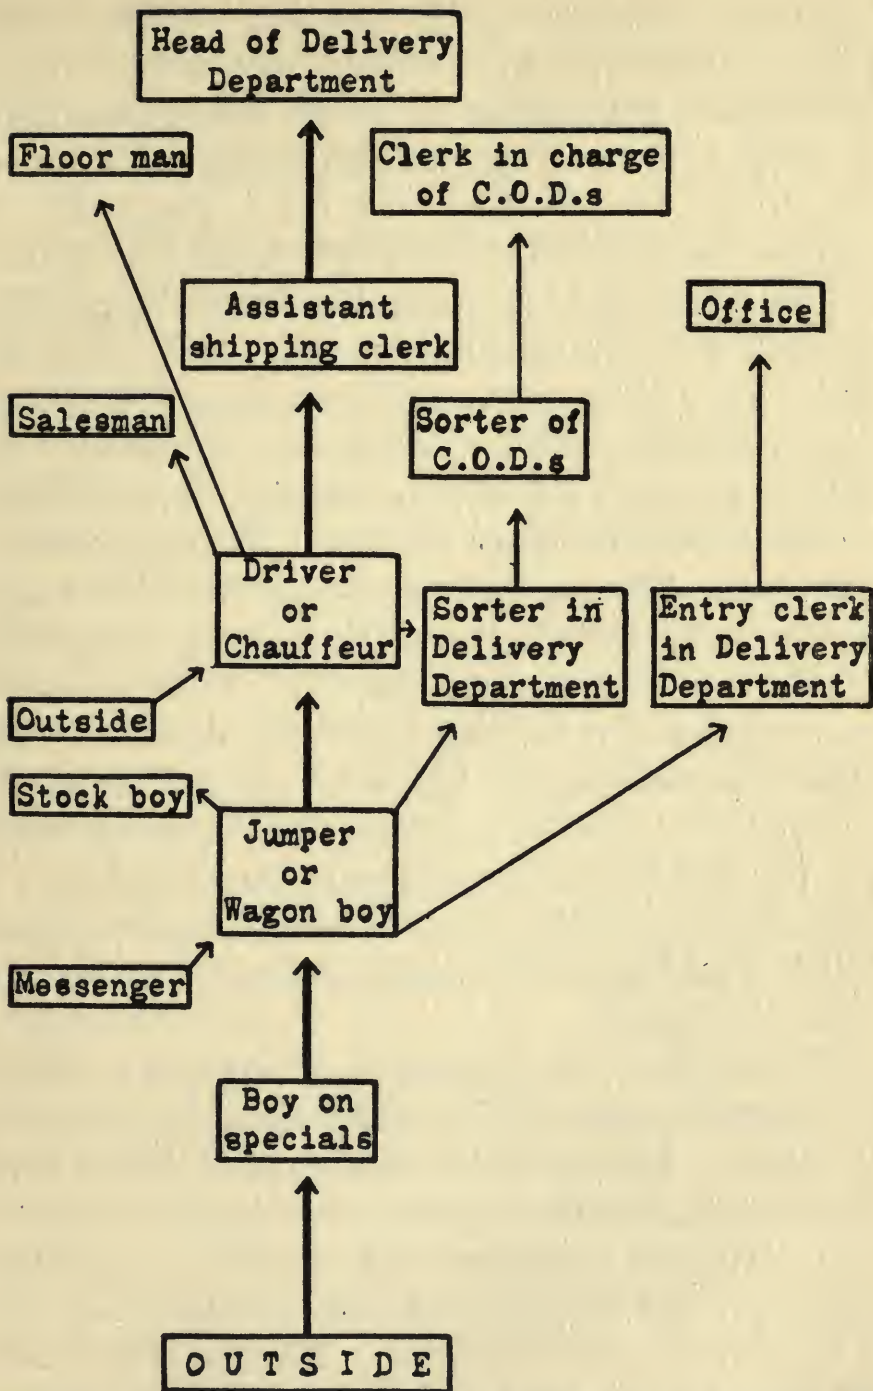 Head of Delivery
Department
Floor man
Clerk in charge
of C.O.D.s
Assistant
shipping clerk
Office
Salesman
Sorter of
C.O.D.s
Driver
or
Chauffeur
Sorter in
Delivery
Department
Entry clerk
in Delivery
Department
Outside
Stock boy
Jumper
or
Wagon boy
Messenger
Boy on
specials
OUTSIDE